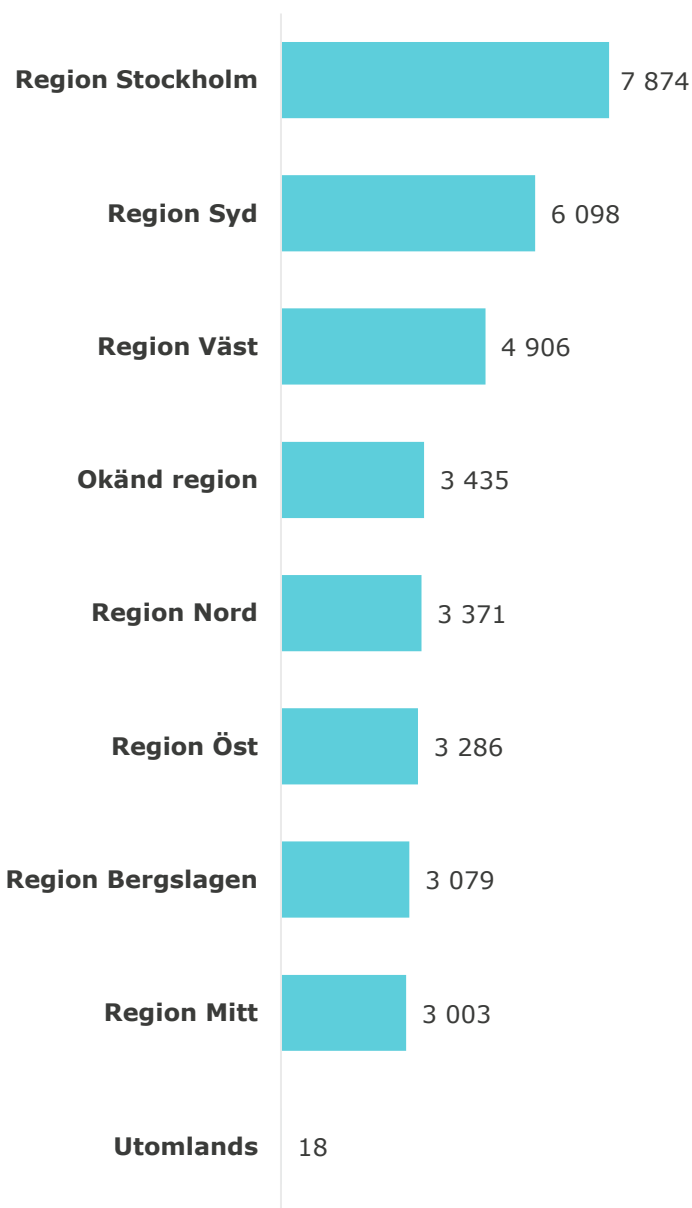 Region Stockholm 7 874
Region Syd 6 098
Region Väst 4 906
Okänd region 3 435
Region Nord 3 371
Region Öst 3 286
Region Bergslagen 3 079
Region Mitt 3 003
Utomlands 18